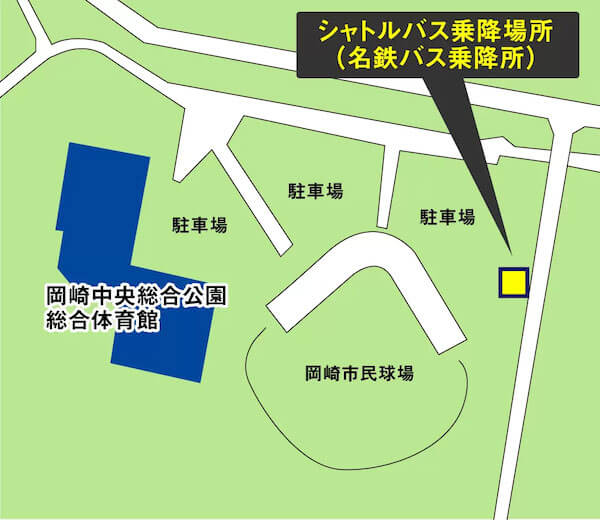 シャトルバス乗降場所
（名鉄バス乗降所）
駐車場
駐車場
駐車場
岡崎中央総合公園
総合体育館
岡崎市民球場